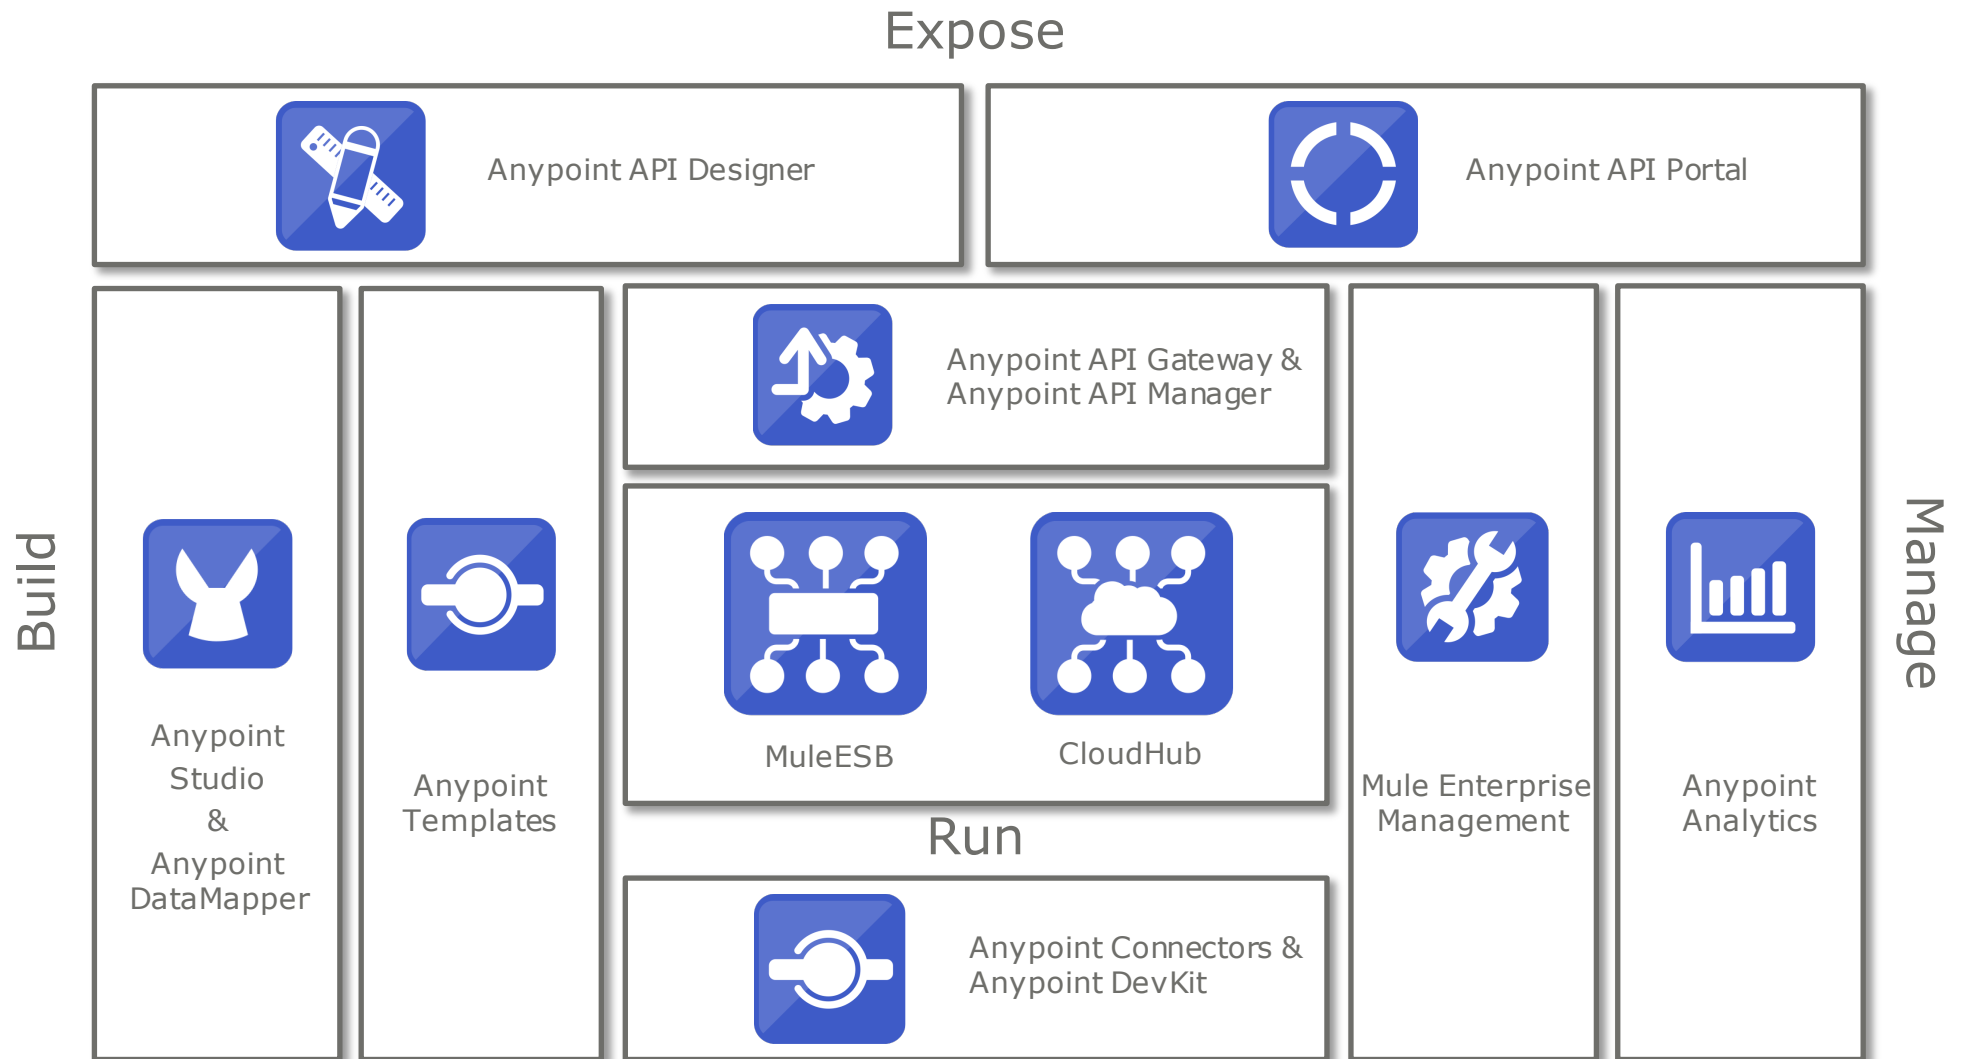 Expose
Anypoint API Designer
Anypoint API Portal
Build
Anypoint
Studio
&
Anypoint
DataMapper
Anypoint
Templates
Anypoint API Gateway &
Anypoint API Manager
MuleESB
CloudHub
Run
Anypoint Connectors &
Anypoint DevKit
Mule Enterprise
Management
Anypoint
Analytics
Manage